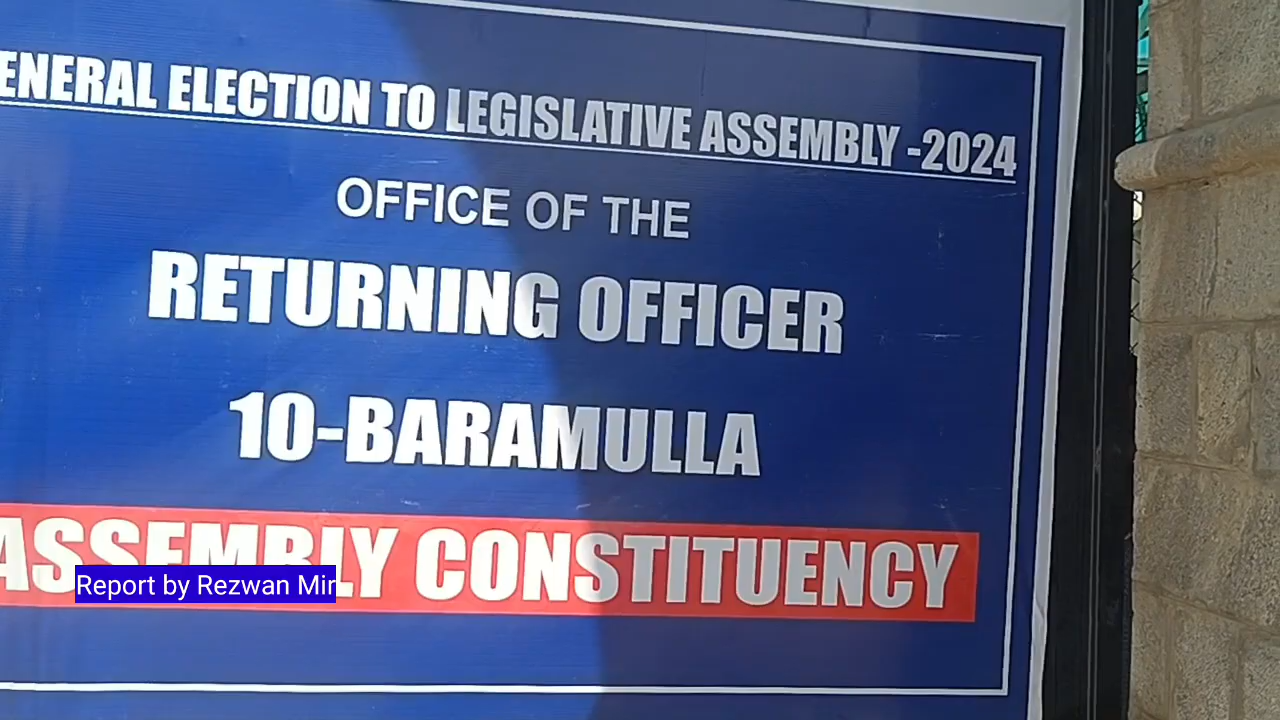 ENERAL ELECTION TO LEGISLATIVE ASSEMBLY -2024
OFFICE OF THE
RETURNING OFFICER
10-BARAMULLA
ASSEMBLY CONSTITUENCY
Report by Rezwan Mir